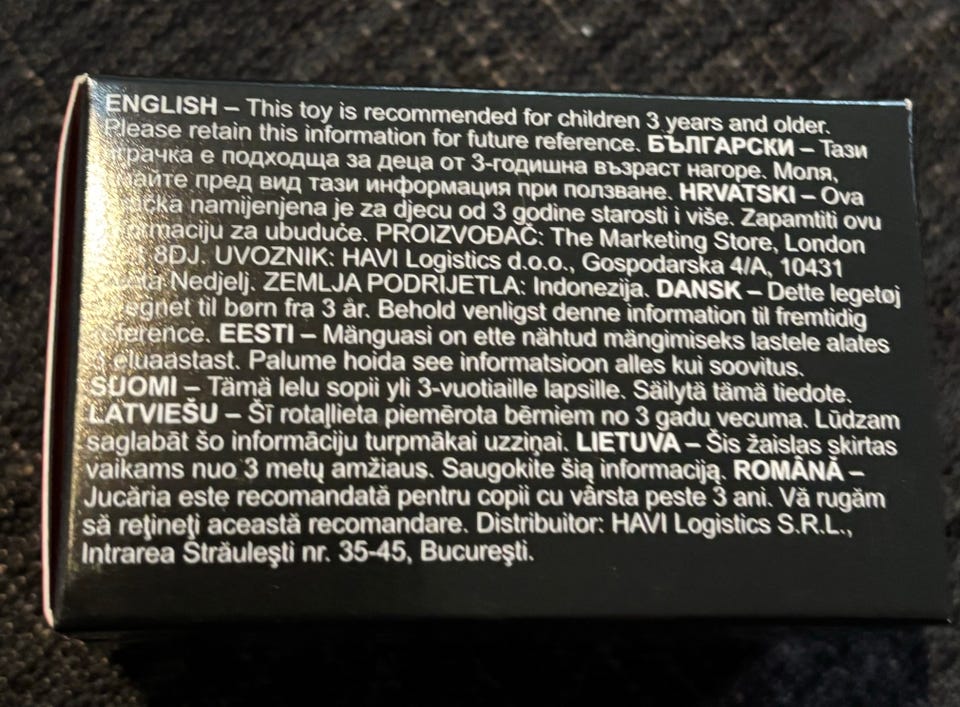 ENGLISH – This toy is recommended for children 3 years and older.
Please retain this information for future reference. БЪЛГАРСКИ – Тази
играчка е подходща за деца от 3-годишна възраст нагоре. Моля,
пред вид тази информация при ползване. HRVATSKI – Ova
igračka namijenjena je za djecu od 3 godine starosti i više. Zapamtiti ovu
informaciju za ubuduće. PROIZVOĐAČ: The Marketing Store, London
8DJ. UVOZNIK: HAVI Logistics d.o.o., Gospodarska 4/A, 10431
Sveta Nedjelj. ZEMLJA PODRIJETLA: Indonezija. DANSK – Dette legetøj
egnet til børn fra 3 år. Behold venligst denne information til fremtidig
reference. EESTI – Mänguasi on ette nähtud mängimiseks lastele alates
eluaastast. Palume hoida see informatsioon alles kui soovitus.
SUOMI – Tämä lelu sopii yli 3-vuotiaille lapsille. Säilytä tämä tiedote.
LATVIEŠU – Šī rotaļlieta piemērota bērniem no 3 gadu vecuma. Lūdzam
saglabāt šo informāciju turpmākai uzziņai. LIETUVA – Šis žaislas skirtas
vaikams nuo 3 metų amžiaus. Saugokite šią informaciją. ROMÂNĂ –
Jucăria este recomandată pentru copii cu vârsta peste 3 ani. Vă rugăm
să reţineţi această recomandare. Distribuitor: HAVI Logistics S.R.L.,
Intrarea Străuleşti nr. 35-45, Bucureşti.